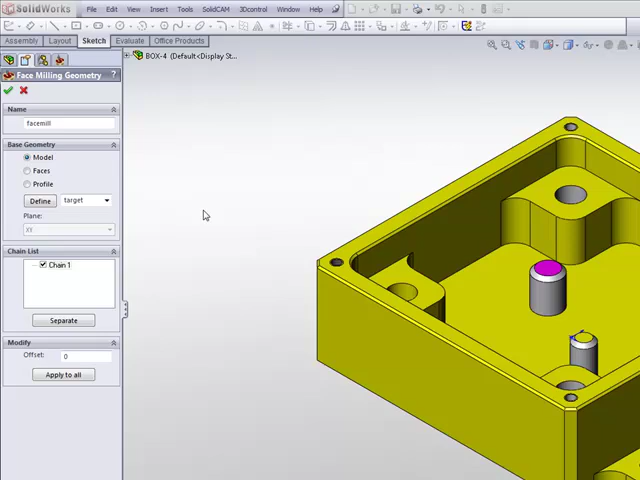 SolidWorks File Edit View Insert Tools SolidCAM 3Dcontrol Window Help
Assembly Layout Sketch Evaluate Office Products
BOX-4 (Default<Display St...
Face Milling Geometry ?
Name
facemill
Base Geometry
Model
Faces
Profile
Define target
Plane:
XY
Chain List
Chain 1
Separate
Modify
Offset: 0
Apply to all